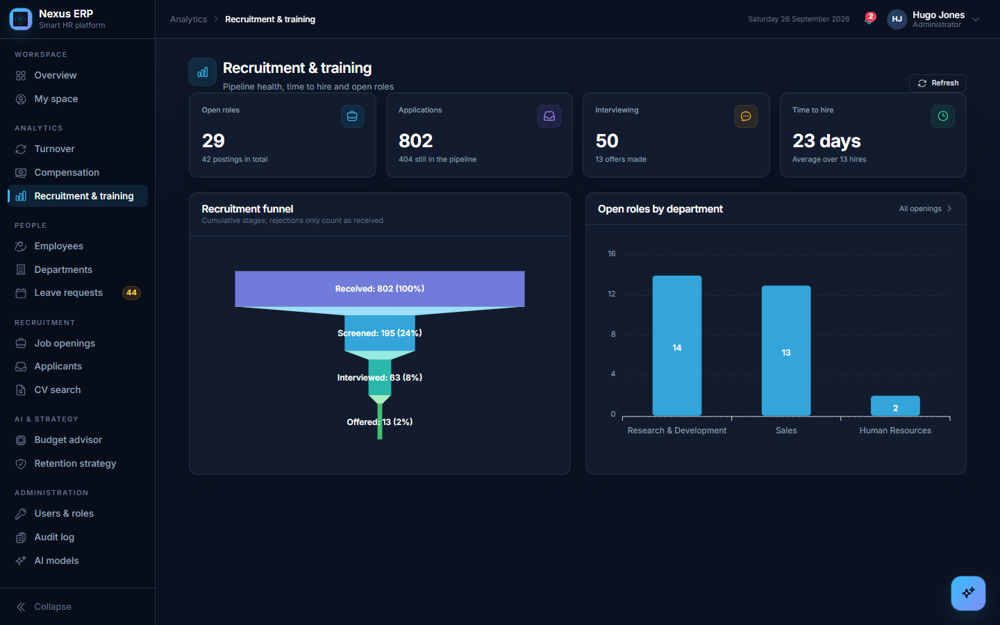 Nexus ERP
Smart HR platform
WORKSPACE
Overview
My space
ANALYTICS
Turnover
Compensation
Recruitment & training
PEOPLE
Employees
Departments
Leave requests 44
RECRUITMENT
Job openings
Applicants
CV search
AI & STRATEGY
Budget advisor
Retention strategy
ADMINISTRATION
Users & roles
Audit log
AI models
Collapse
Analytics Recruitment & training
Saturday 26 September 2026
2
HJ
Hugo Jones
Administrator
Recruitment & training
Pipeline health, time to hire and open roles
Refresh
Open roles
29
42 postings in total
Applications
802
404 still in the pipeline
Interviewing
50
13 offers made
Time to hire
23 days
Average over 13 hires
Recruitment funnel
Cumulative stages; rejections only count as received
Received: 802 (100%)
Screened: 195 (24%)
Interviewed: 63 (8%)
Offered: 13 (2%)
Open roles by department
All openings
16
12
8
4
0
14
13
2
Research & Development
Sales
Human Resources